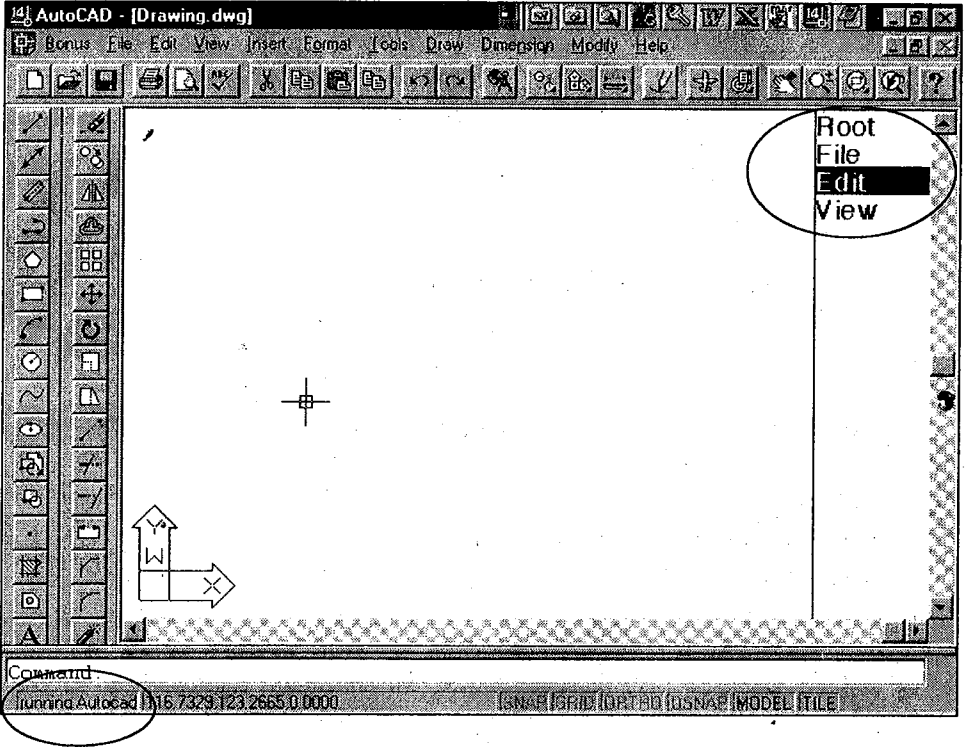 AutoCAD - [Drawing.dwg]
Bonus File Edit View Insert Format Tools Draw Dimension Modify Help
Root
File
Edit
View
Y
W
X
Command:
running Autocad 116.7329,123.2665,0.0000 SNAP GRID ORTHO OSNAP MODEL TILE